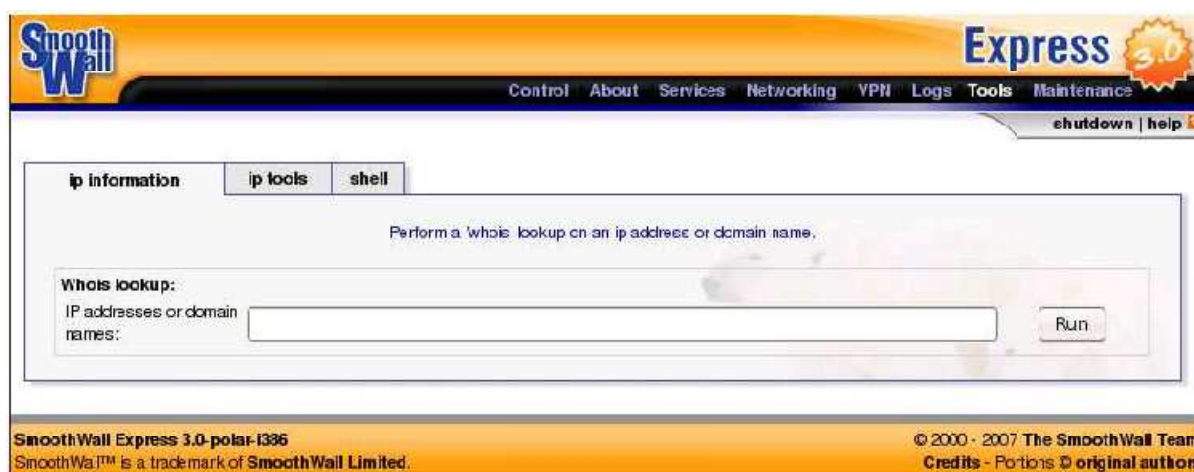 Smooth
Wall
Express 3.0
Control About Services Networking VPN Logs Tools Maintenance
shutdown | help
ip information ip tools shell
Perform a 'whois' lookup on an ip address or domain name.
Whois lookup:
IP addresses or domain
names:
Run
SmoothWall Express 3.0-polar-i386
SmoothWall™ is a trademark of SmoothWall Limited.
© 2000 - 2007 The SmoothWall Team
Credits - Portions © original author